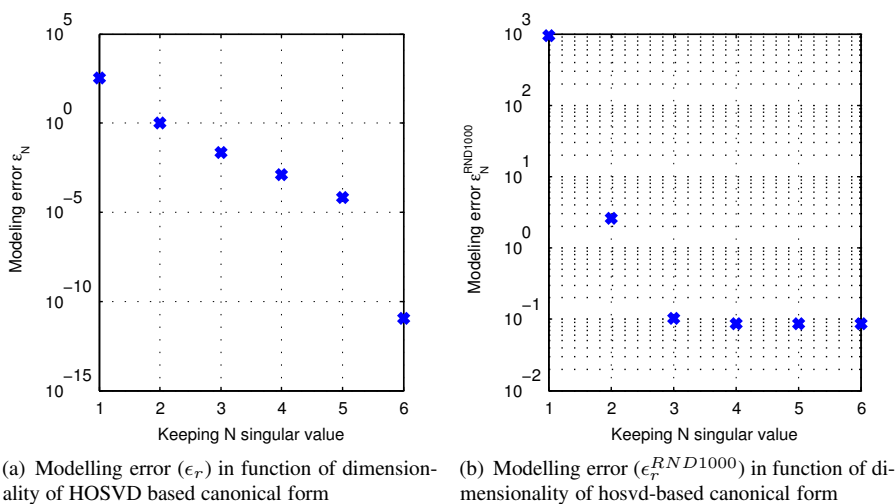 10^5
10^0
10^−5
10^−10
10^−15
Modelling error ε_N
1 2 3 4 5 6
Keeping N singular value
10^3
10^2
10^1
10^0
10^−1
10^−2
Modeling error ε_N^RND1000
1 2 3 4 5 6
Keeping N singular value
(a) Modelling error (ϵ_r) in function of dimension-
ality of HOSVD based canonical form
(b) Modelling error (ϵ_r^{RND1000}) in function of di-
mensionality of hosvd-based canonical form